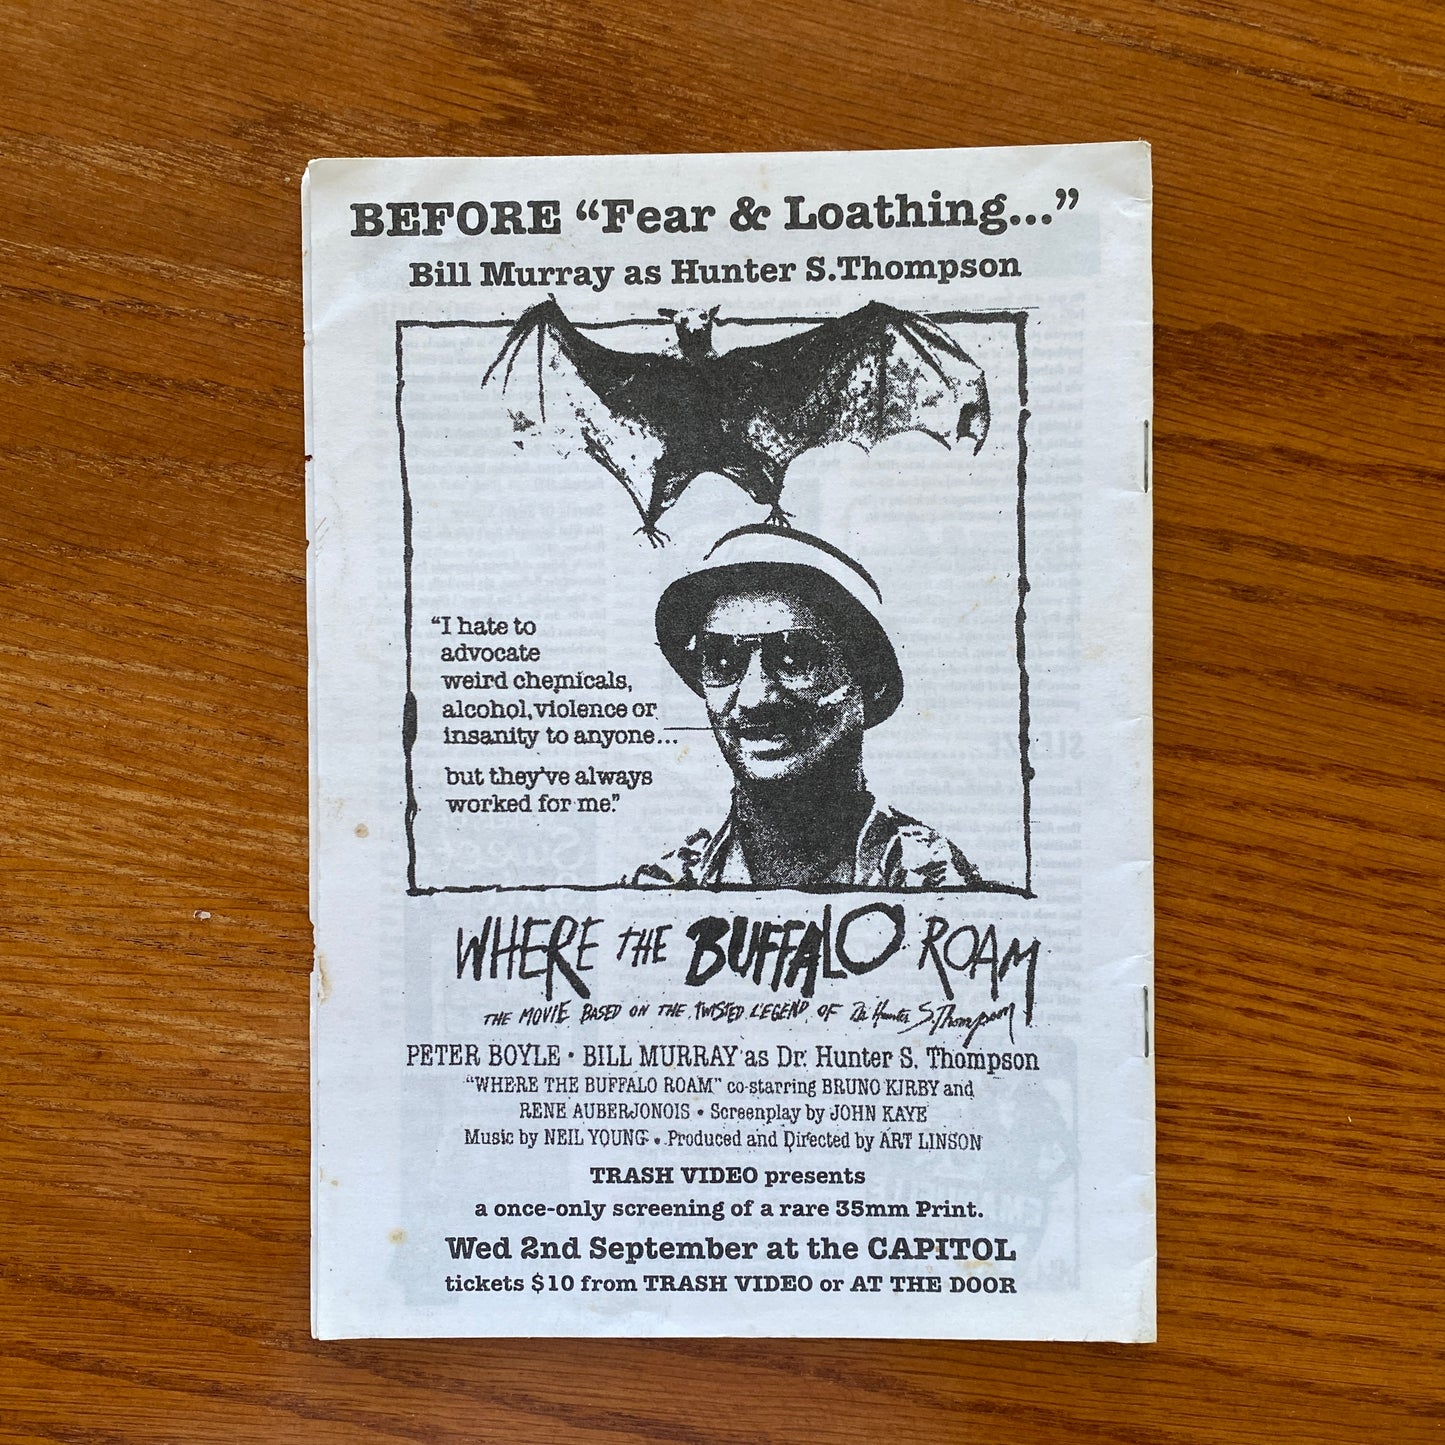 BEFORE “Fear & Loathing...”
Bill Murray as Hunter S.Thompson
“I hate to
advocate
weird chemicals,
alcohol, violence or
insanity to anyone...
but they've always
worked for me.”
WHERE THE BUFFALO ROAM
THE MOVIE BASED ON THE TWISTED LEGEND OF Dr. Hunter S. Thompson
PETER BOYLE • BILL MURRAY as Dr. Hunter S. Thompson
“WHERE THE BUFFALO ROAM” co-starring BRUNO KIRBY and
RENE AUBERJONOIS • Screenplay by JOHN KAYE
Music by NEIL YOUNG • Produced and Directed by ART LINSON
TRASH VIDEO presents
a once-only screening of a rare 35mm Print.
Wed 2nd September at the CAPITOL
tickets $10 from TRASH VIDEO or AT THE DOOR